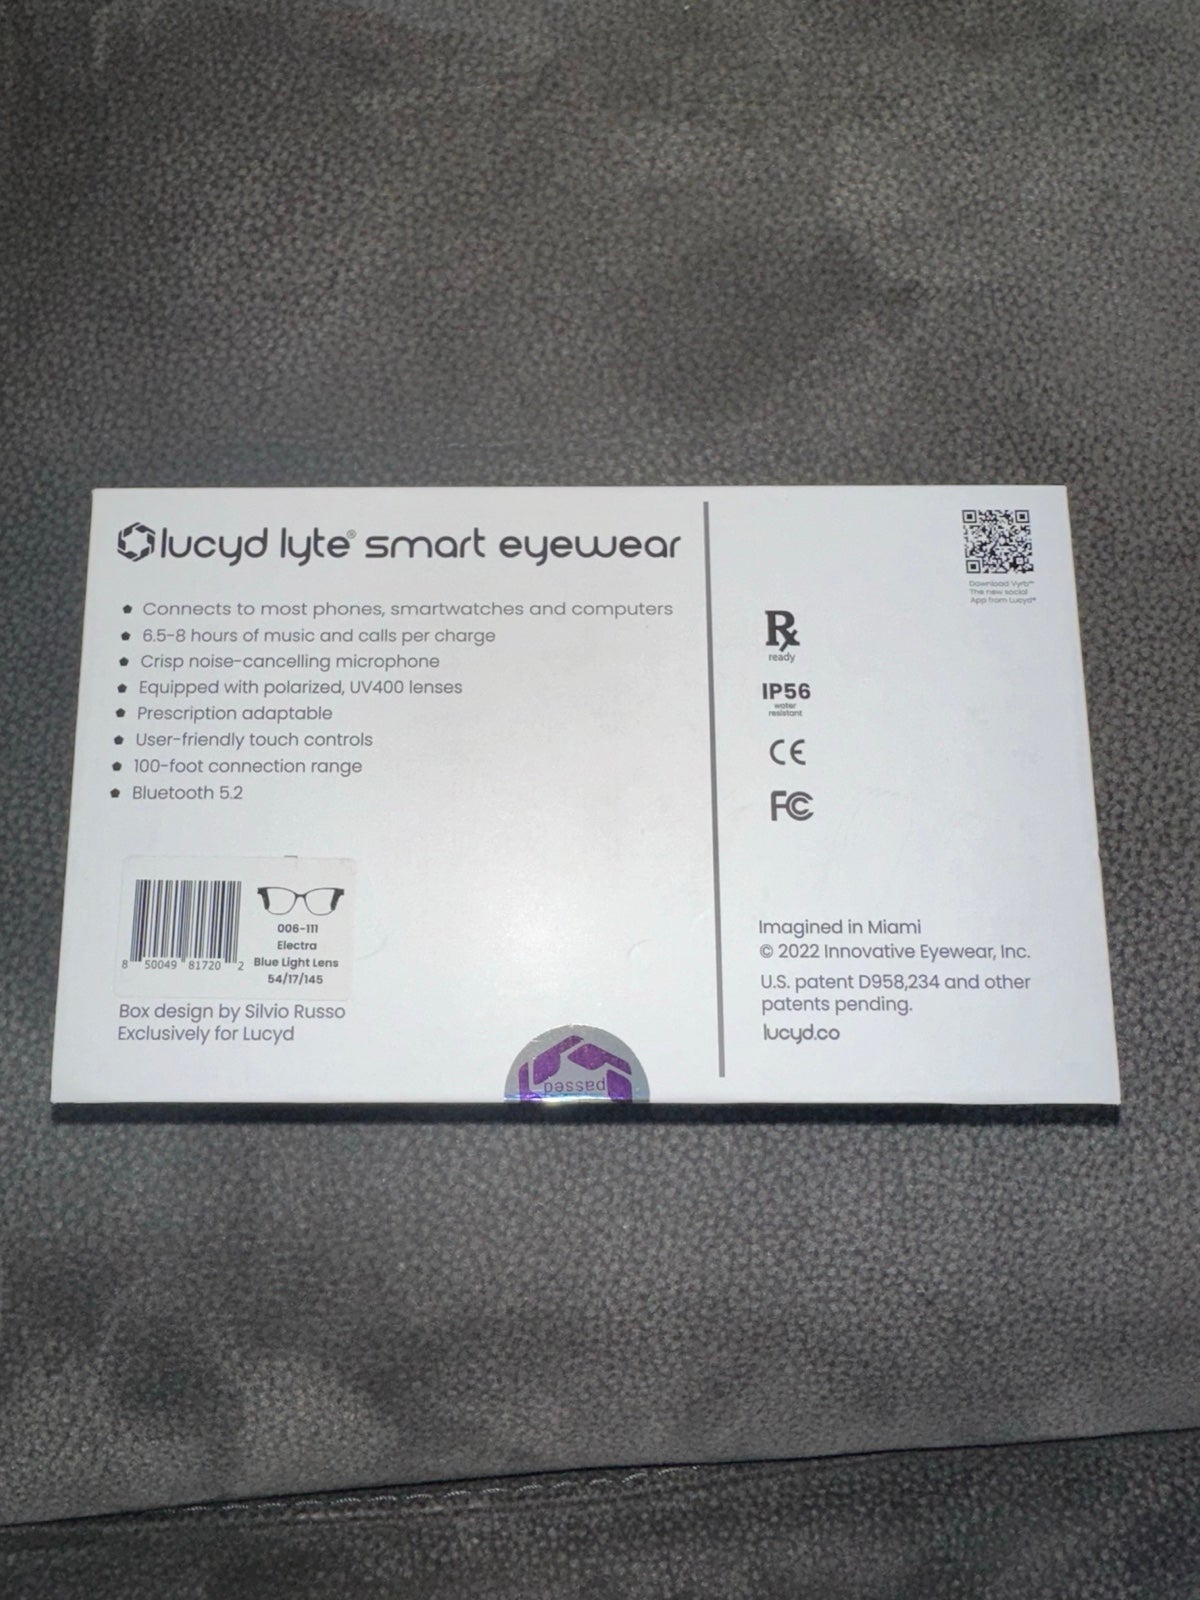 lucyd lyte® smart eyewear
• Connects to most phones, smartwatches and computers
• 6.5-8 hours of music and calls per charge
• Crisp noise-cancelling microphone
• Equipped with polarized, UV400 lenses
• Prescription adaptable
• User-friendly touch controls
• 100-foot connection range
• Bluetooth 5.2
8 50049 81720 2
006-111
Electra
Blue Light Lens
54/17/145
Box design by Silvio Russo
Exclusively for Lucyd
passed
Download Vyrb™
The new social
App from Lucyd®
Rx
ready
IP56
water
resistant
CE
FC
Imagined in Miami
© 2022 Innovative Eyewear, Inc.
U.S. patent D958,234 and other
patents pending.
lucyd.co